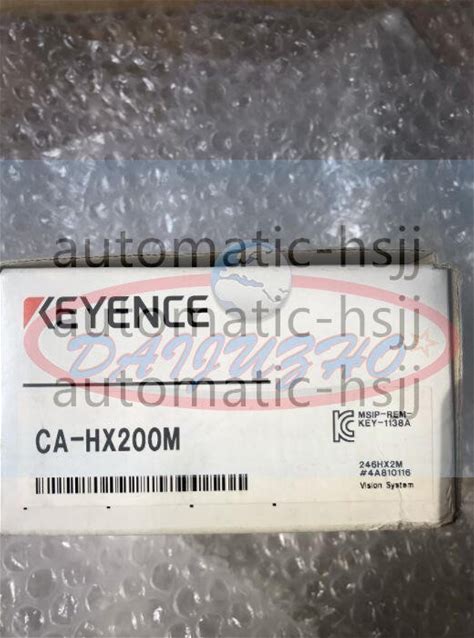 automatic-hsjj
KEYENCE
automatic-hsjj
DAIJUZHO
automatic-hsjj
CA-HX200M
MSIP-REM-
KEY-1138A
246HX2M
#4A810116
Vision System